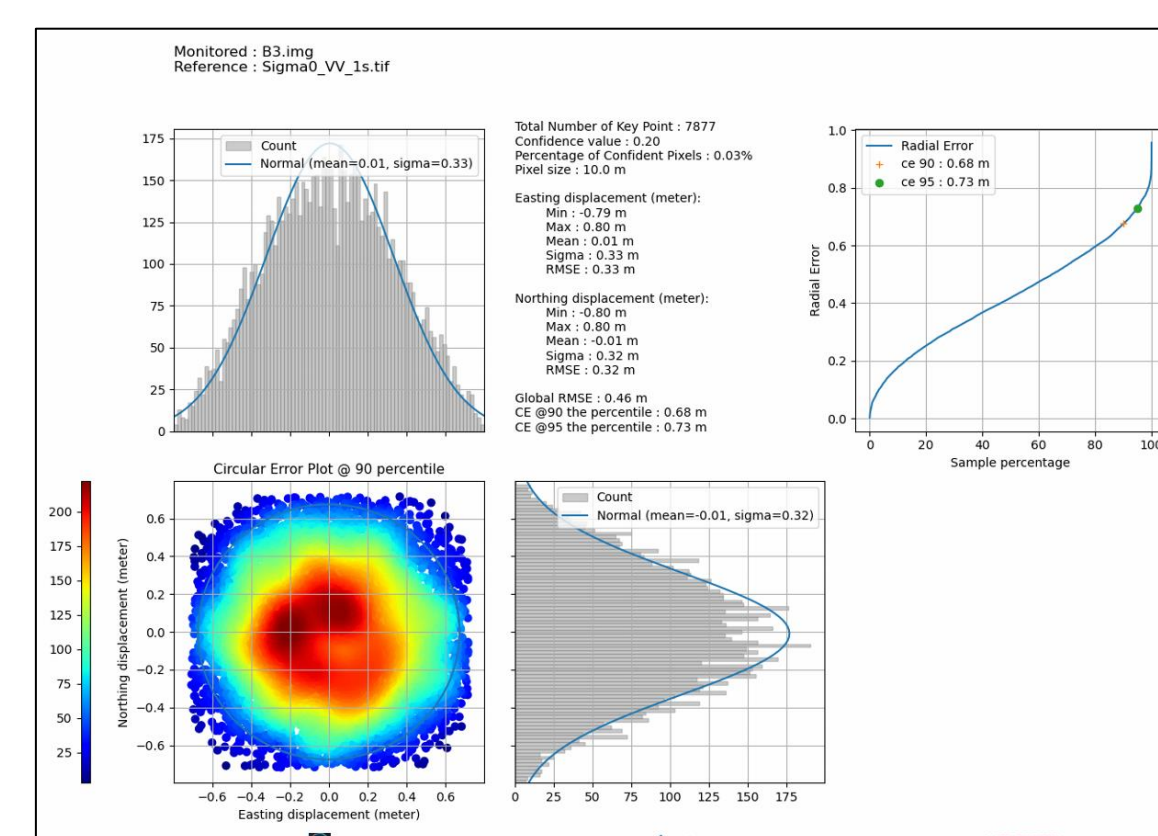 Monitored : B3.img
Reference : Sigma0_VV_1s.tif
175
150
125
100
75
50
25
0
Count
Normal (mean=0.01, sigma=0.33)
Total Number of Key Point : 7877
Confidence value : 0.20
Percentage of Confident Pixels : 0.03%
Pixel size : 10.0 m
Easting displacement (meter):
Min : -0.79 m
Max : 0.80 m
Mean : 0.01 m
Sigma : 0.33 m
RMSE : 0.33 m
Northing displacement (meter):
Min : -0.80 m
Max : 0.80 m
Mean : -0.01 m
Sigma : 0.32 m
RMSE : 0.32 m
Global RMSE : 0.46 m
CE @90 the percentile : 0.68 m
CE @95 the percentile : 0.73 m
1.0
0.8
0.6
0.4
0.2
0.0
Radial Error
Radial Error
ce 90 : 0.68 m
ce 95 : 0.73 m
0 20 40 60 80 100
Sample percentage
Circular Error Plot @ 90 percentile
200
175
150
125
100
75
50
25
Northing displacement (meter)
0.6
0.4
0.2
0.0
−0.2
−0.4
−0.6
−0.6 −0.4 −0.2 0.0 0.2 0.4 0.6
Easting displacement (meter)
Count
Normal (mean=-0.01, sigma=0.32)
0 25 50 75 100 125 150 175